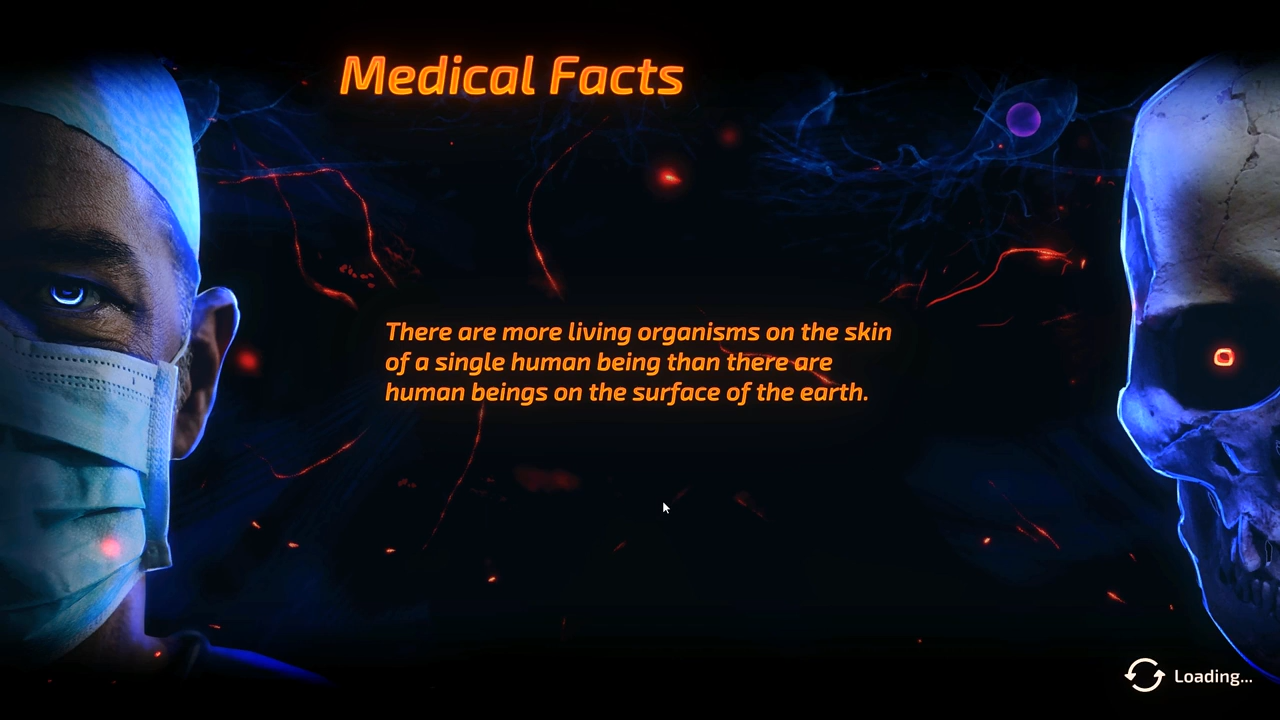 Medical Facts
There are more living organisms on the skin
of a single human being than there are
human beings on the surface of the earth.
Loading...